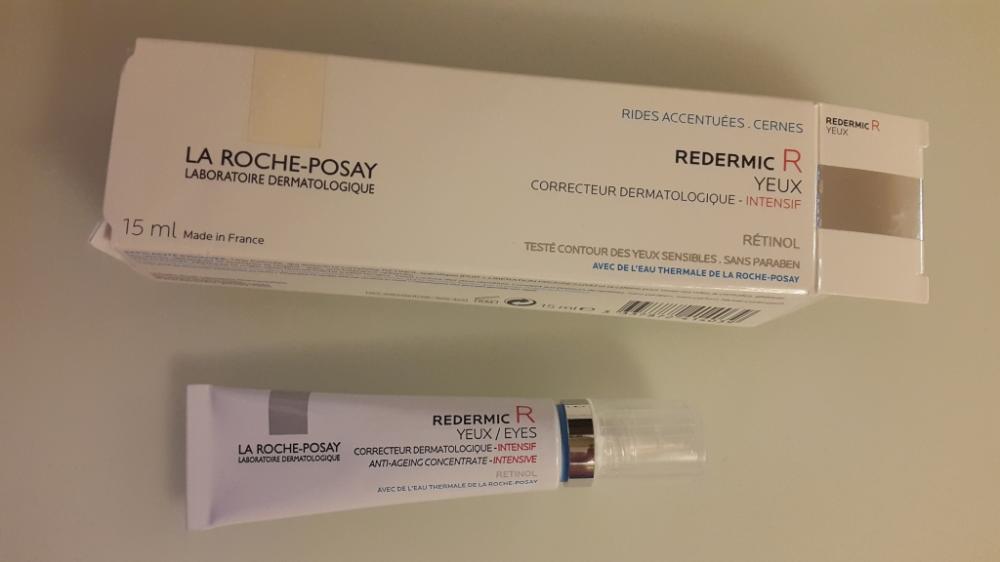 RIDES ACCENTUÉES . CERNES
REDERMIC R
YEUX
CORRECTEUR DERMATOLOGIQUE - INTENSIF
RÉTINOL
TESTÉ CONTOUR DES YEUX SENSIBLES . SANS PARABEN
AVEC DE L'EAU THERMALE DE LA ROCHE-POSAY
LA ROCHE-POSAY
LABORATOIRE DERMATOLOGIQUE
15 ml Made in France
REDERMIC R
YEUX
15 ml e
LA ROCHE-POSAY
LABORATOIRE DERMATOLOGIQUE
REDERMIC R
YEUX / EYES
CORRECTEUR DERMATOLOGIQUE - INTENSIF
ANTI-AGEING CONCENTRATE - INTENSIVE
RETINOL
AVEC DE L'EAU THERMALE DE LA ROCHE-POSAY